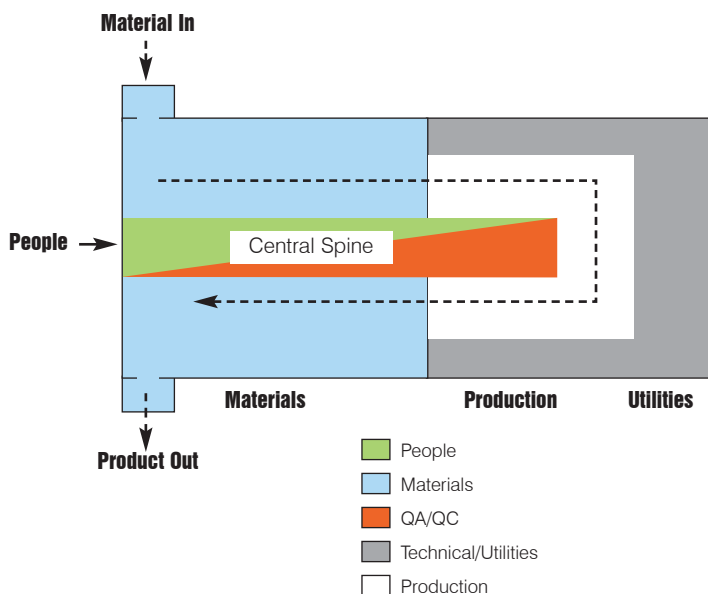 Material In
People
Central Spine
Materials
Production
Utilities
Product Out
People
Materials
QA/QC
Technical/Utilities
Production